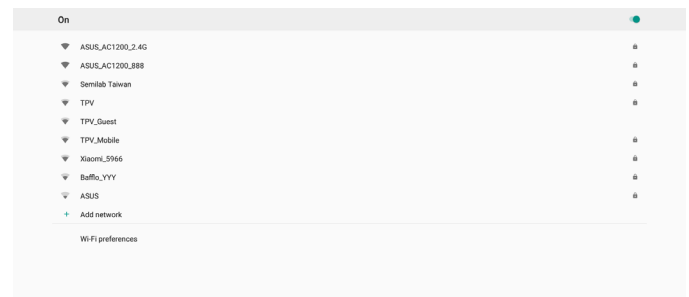 On
ASUS_AC1200_2.4G
ASUS_AC1200_888
Semilab Taiwan
TPV
TPV_Guest
TPV_Mobile
Xiaomi_5966
Bafflo_YYY
ASUS
+ Add network
Wi-Fi preferences